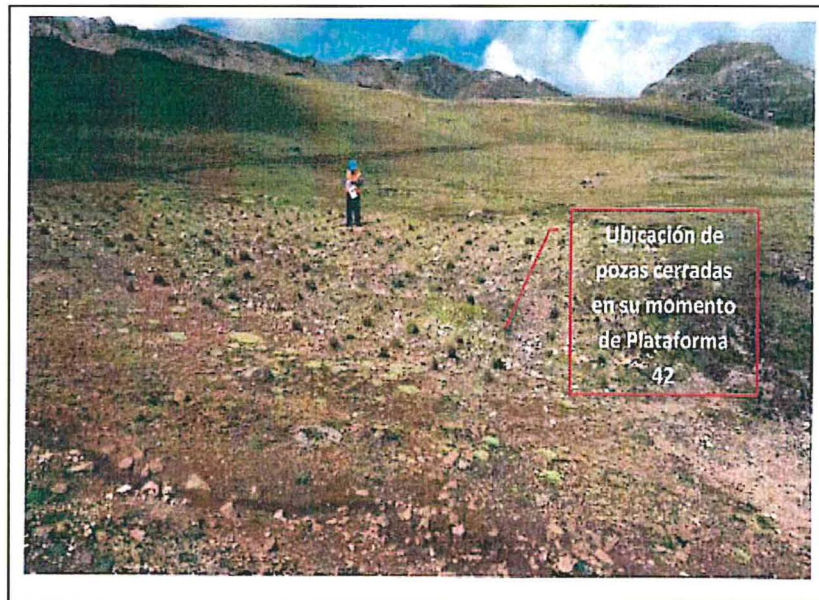 Ubicación de
pozas cerradas
en su momento
de Plataforma
42